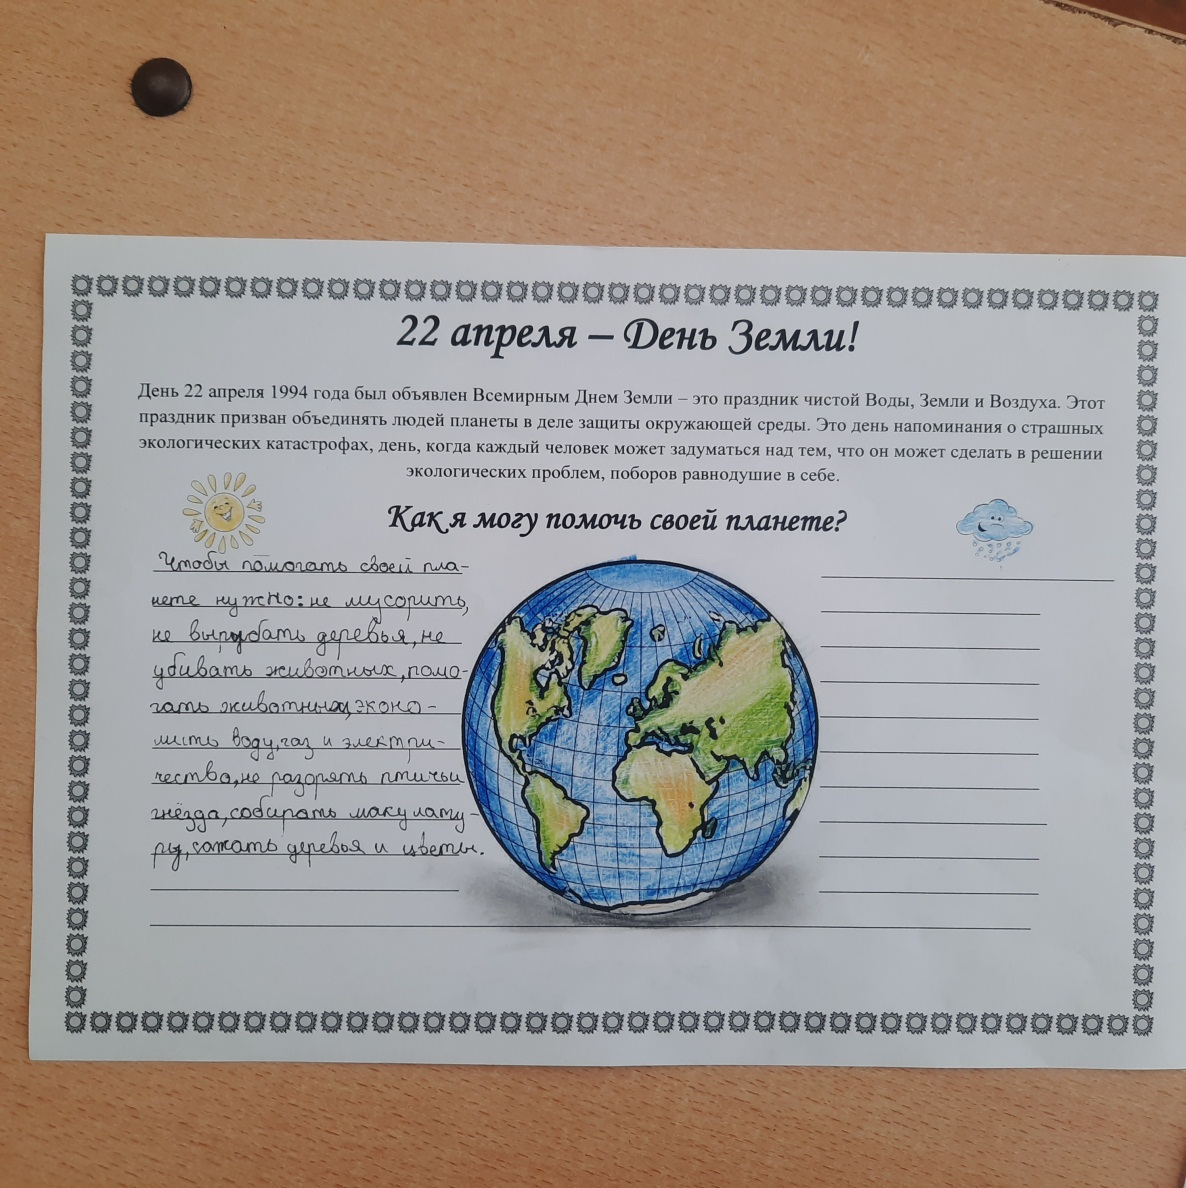 22 апреля – День Земли!
День 22 апреля 1994 года был объявлен Всемирным Днем Земли – это праздник чистой Воды, Земли и Воздуха. Этот
праздник призван объединять людей планеты в деле защиты окружающей среды. Это день напоминания о страшных
экологических катастрофах, день, когда каждый человек может задуматься над тем, что он может сделать в решении
экологических проблем, поборов равнодушие в себе.
Как я могу помочь своей планете?
Чтобы помогать своей пла-
нете нужно: не мусорить,
не вырубать деревья, не
убивать животных, помо-
гать животным, эконо-
мить воду, газ и электри-
чества, не разорять птичьи
гнёзда, собирать макулату-
ру, сажать деревья и цветы.